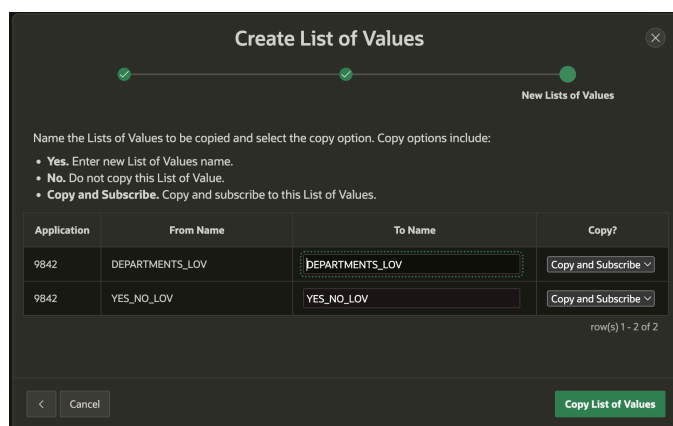 Create List of Values
New Lists of Values
Name the Lists of Values to be copied and select the copy option. Copy options include:
• Yes. Enter new List of Values name.
• No. Do not copy this List of Value.
• Copy and Subscribe. Copy and subscribe to this List of Values.
Application From Name To Name Copy?
9842 DEPARTMENTS_LOV DEPARTMENTS_LOV Copy and Subscribe
9842 YES_NO_LOV YES_NO_LOV Copy and Subscribe
row(s) 1 - 2 of 2
Cancel Copy List of Values